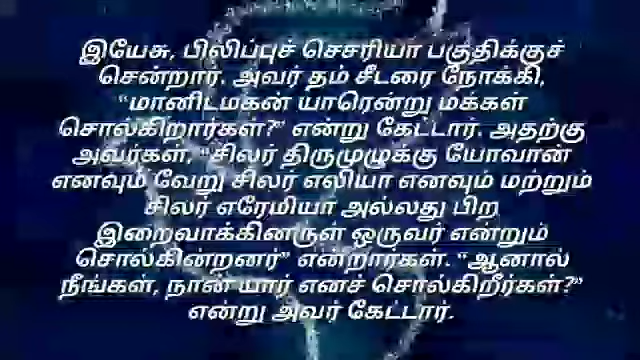 இயேசு, பிலிப்புச் செசரியா பகுதிக்குச்
சென்றார். அவர் தம் சீடரை நோக்கி,
“மானிடமகன் யாரென்று மக்கள்
சொல்கிறார்கள்?” என்று கேட்டார். அதற்கு
அவர்கள், “சிலர் திருமுழுக்கு யோவான்
எனவும் வேறு சிலர் எலியா எனவும் மற்றும்
சிலர் எரேமியா அல்லது பிற
இறைவாக்கினருள் ஒருவர் என்றும்
சொல்கின்றனர்” என்றார்கள். “ஆனால்
நீங்கள், நான் யார் எனச் சொல்கிறீர்கள்?”
என்று அவர் கேட்டார்.